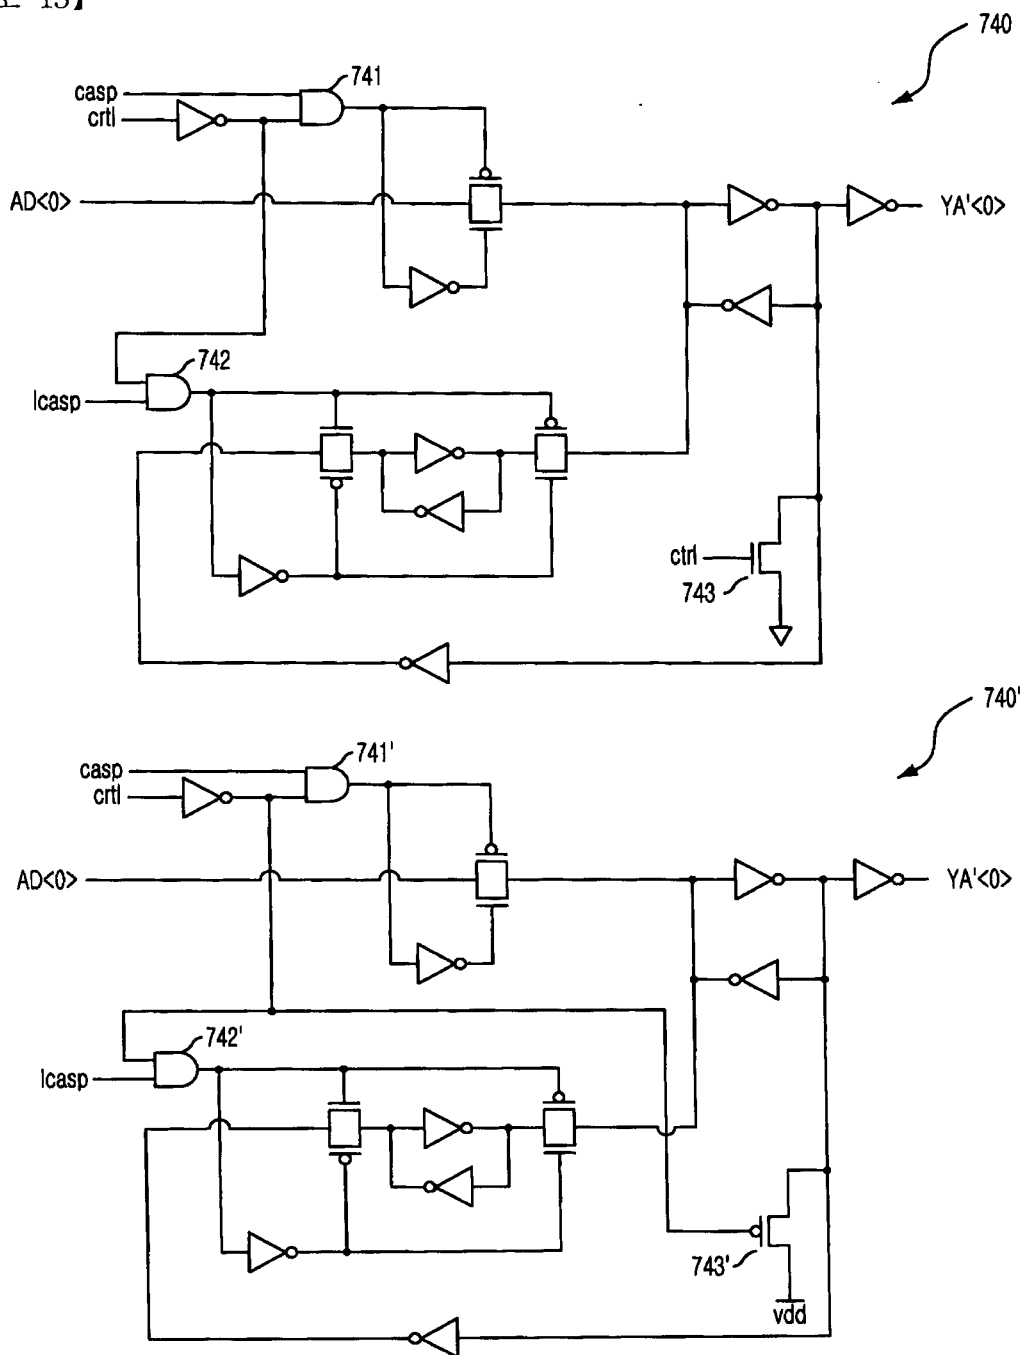 13】
740
741
casp
crtl
AD<0>
YA'<0>
742
lcasp
ctrl
743
740'
741'
casp
crtl
AD<0>
YA'<0>
742'
lcasp
743'
vdd